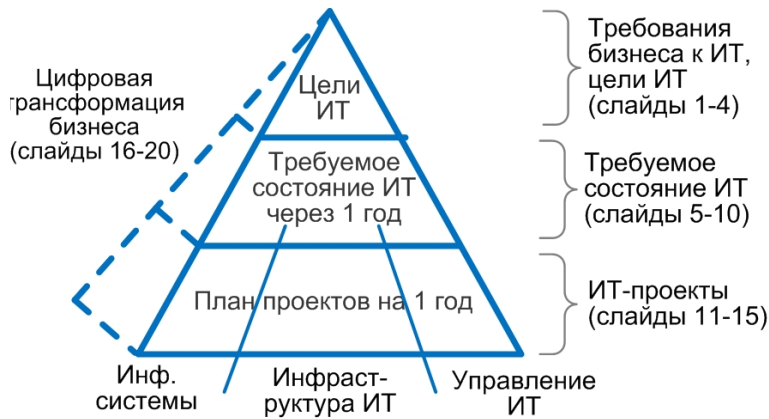 Цифровая
трансформация
бизнеса
(слайды 16-20)
Цели
ИТ
Требуемое
состояние ИТ
через 1 год
План проектов на 1 год
Требования
бизнеса к ИТ,
цели ИТ
(слайды 1-4)
Требуемое
состояние ИТ
(слайды 5-10)
ИТ-проекты
(слайды 11-15)
Инф.
системы
Инфраст-
руктура ИТ
Управление
ИТ